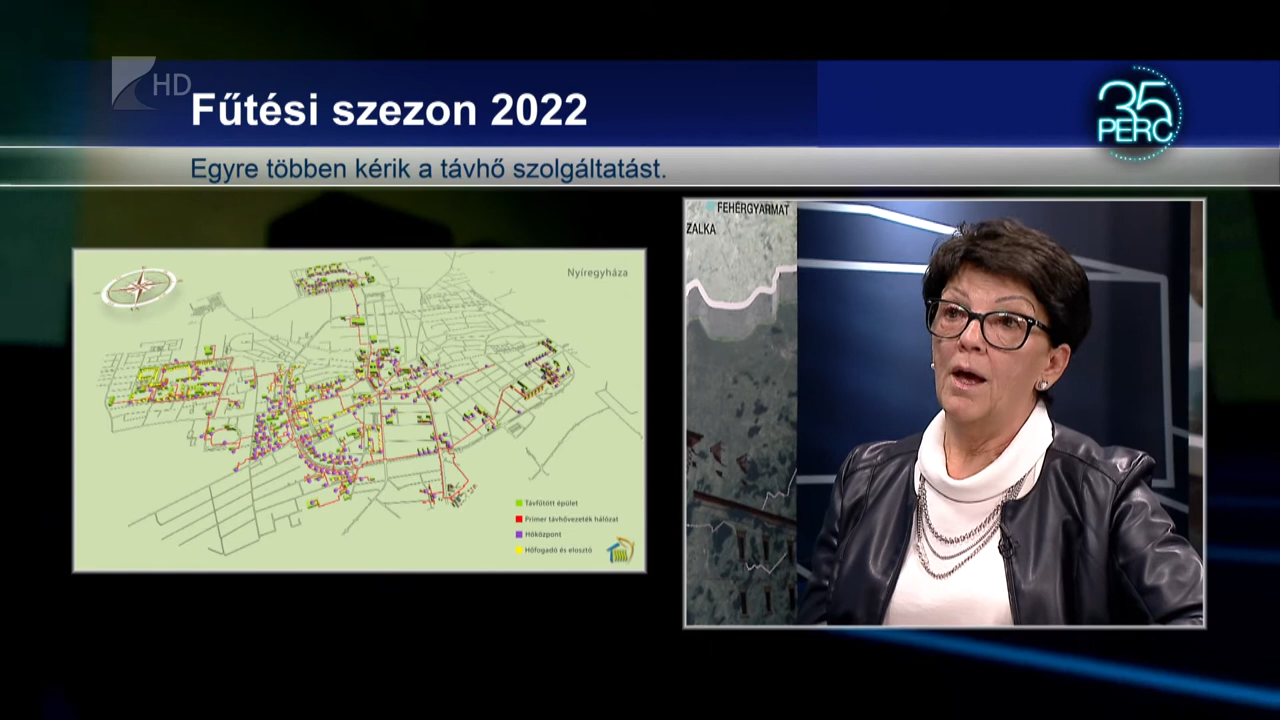 HD
Fűtési szezon 2022
35
PERC
Egyre többen kérik a távhő szolgáltatást.
FEHÉRGYARMAT
ZALKA
Nyíregyháza
Távfűtött épület
Primer távhővezeték hálózat
Hőközpont
Hőfogadó és elosztó